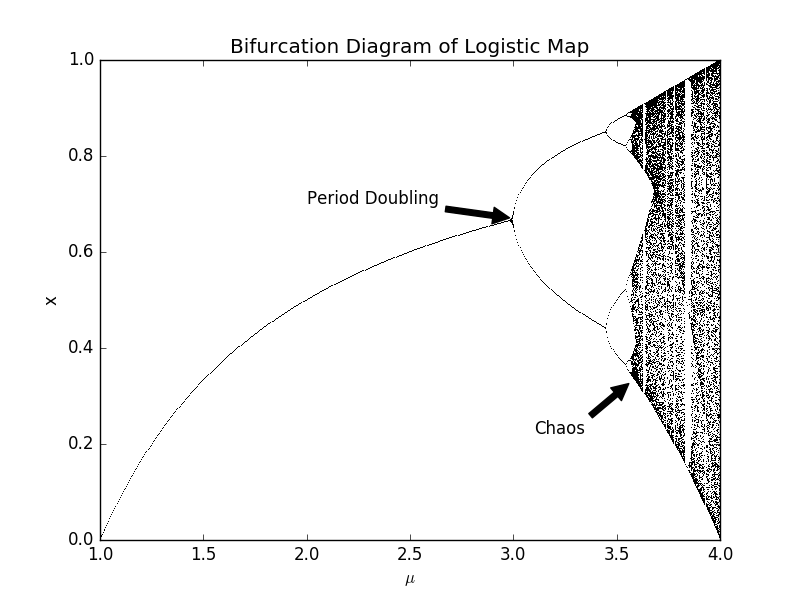 Bifurcation Diagram of Logistic Map
1.0
0.8
0.6
0.4
0.2
0.0
x
Period Doubling
Chaos
1.0 1.5 2.0 2.5 3.0 3.5 4.0
μ